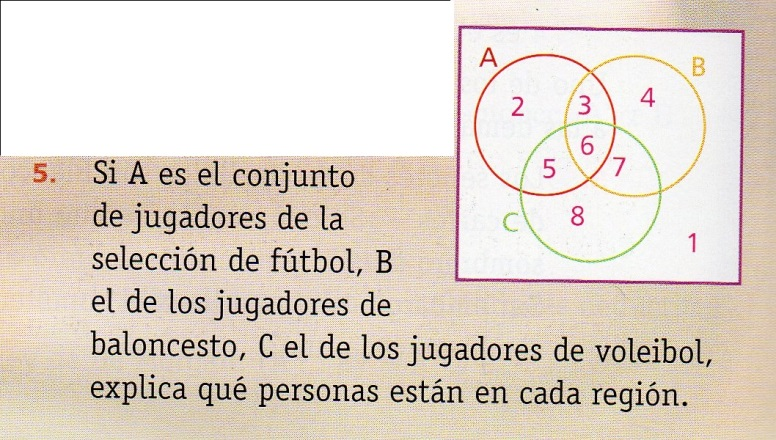 A
B
2
3
4
6
5
7
C
8
1
5. Si A es el conjunto
de jugadores de la
selección de fútbol, B
el de los jugadores de
baloncesto, C el de los jugadores de voleibol,
explica qué personas están en cada región.